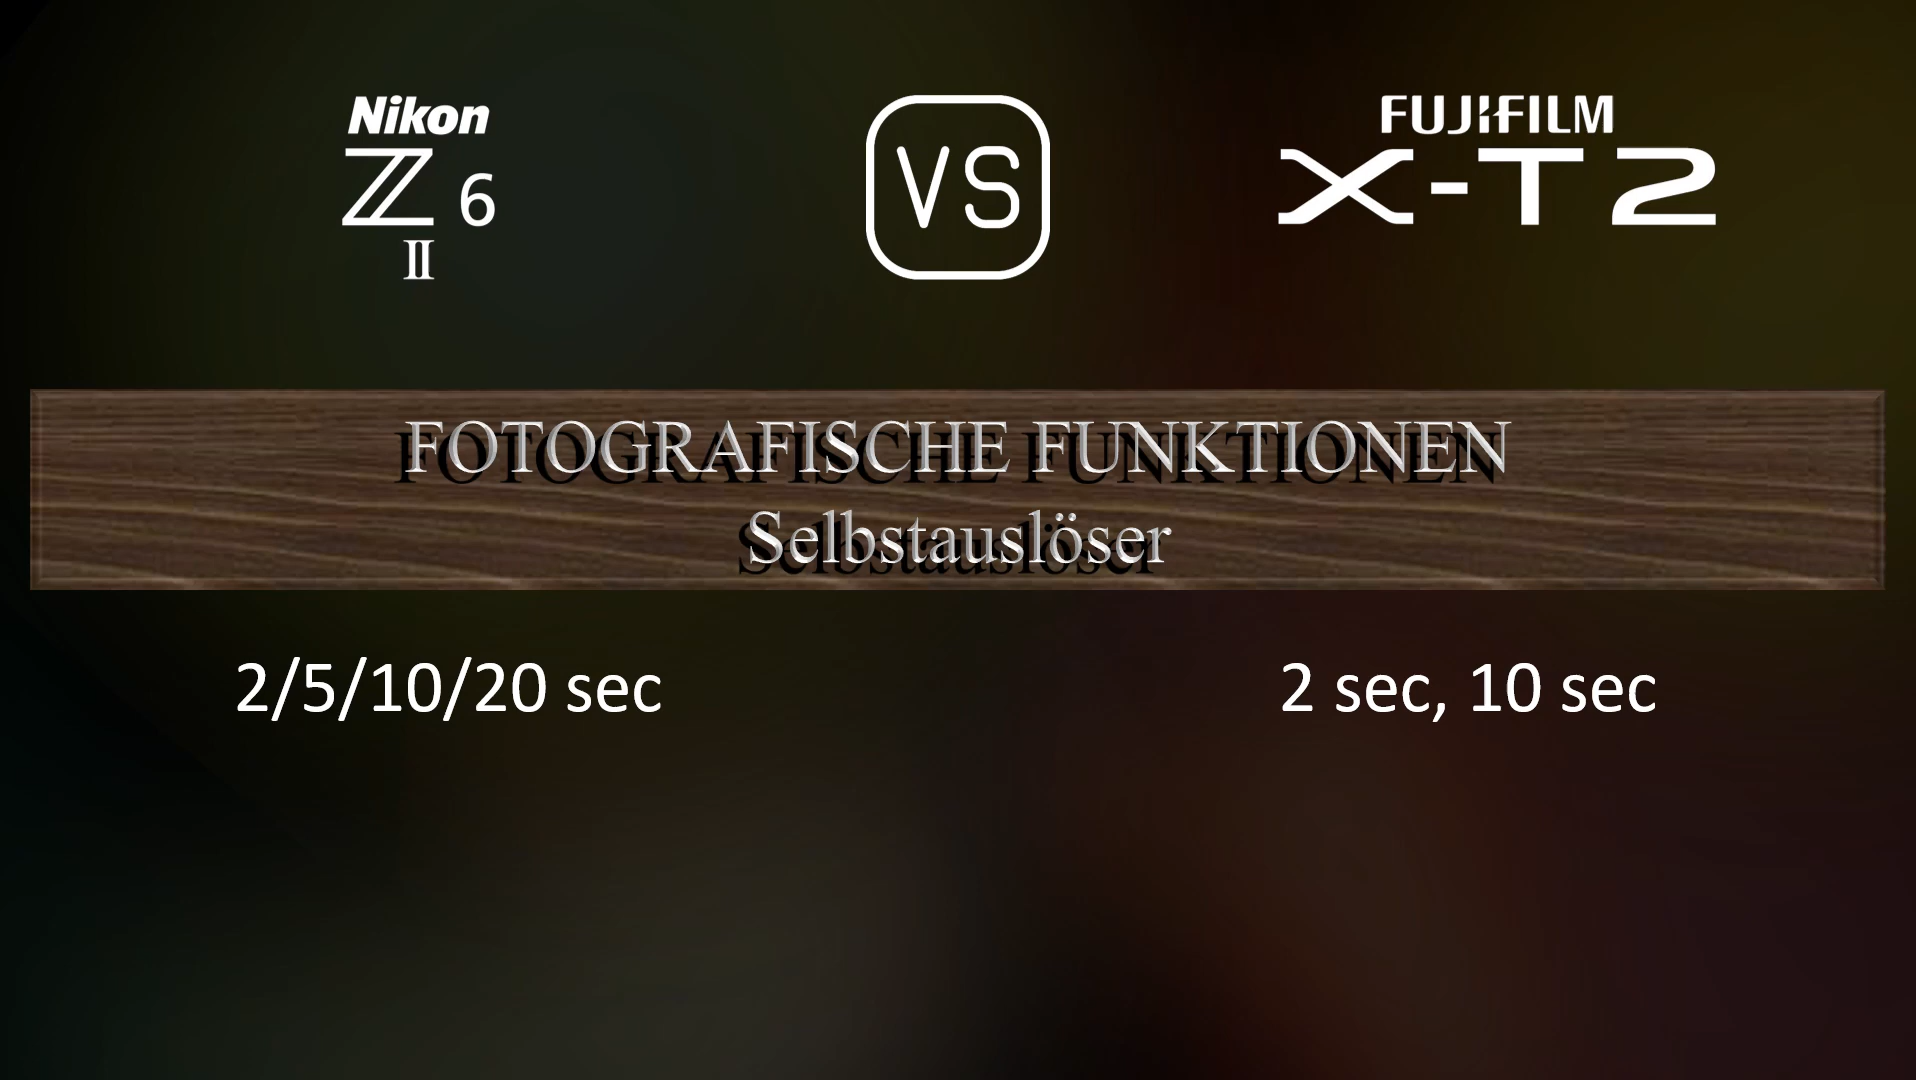 Nikon
Z 6
II
VS
FUJIFILM
X-T2
FOTOGRAFISCHE FUNKTIONEN
Selbstauslöser
2/5/10/20 sec
2 sec, 10 sec